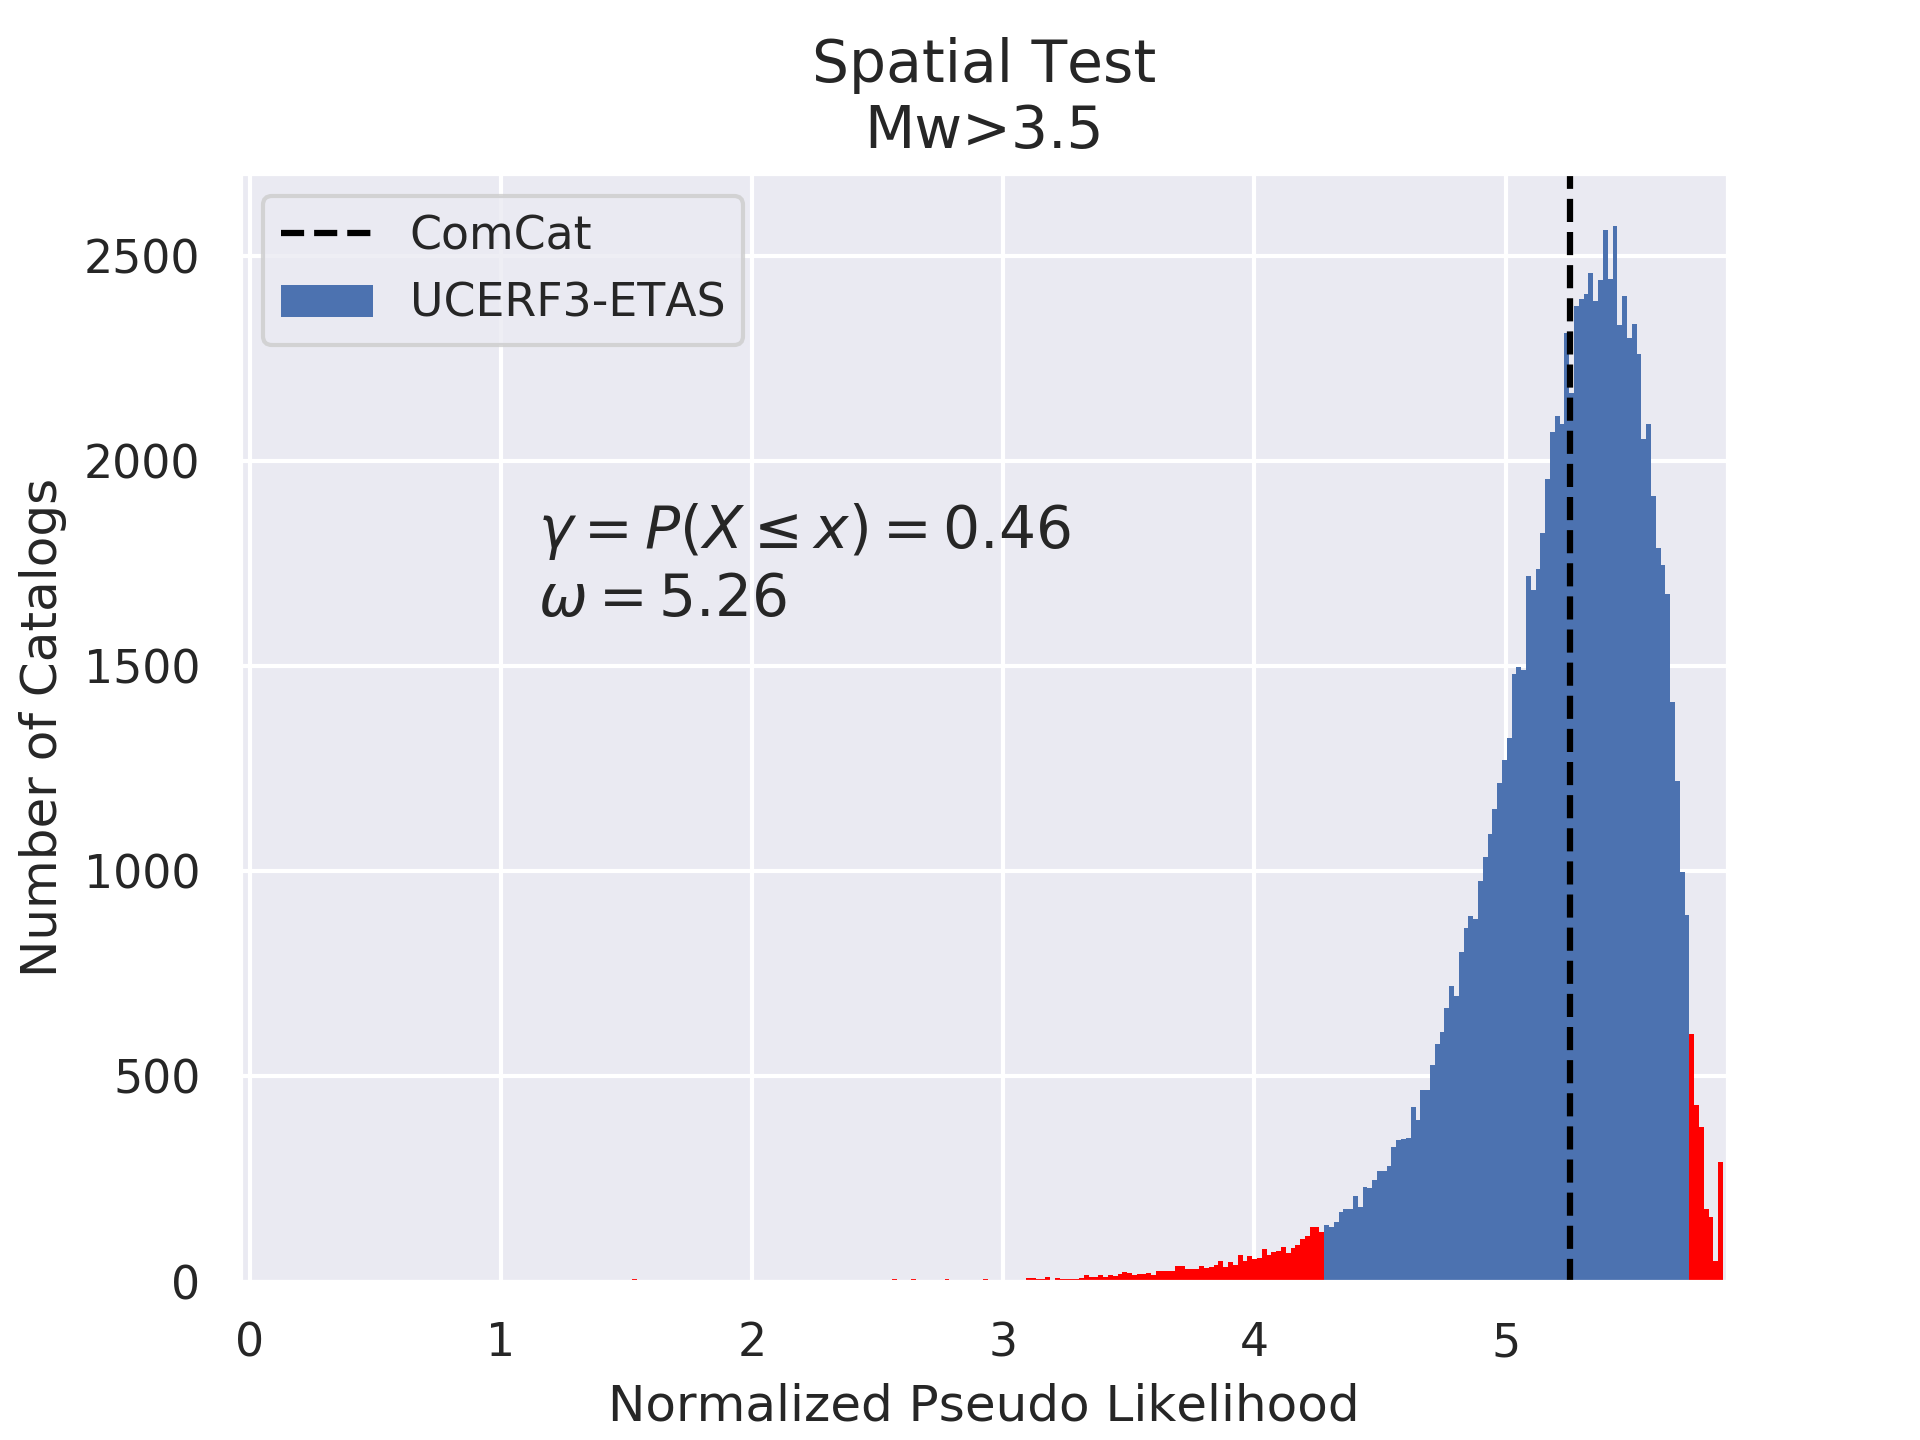 Spatial Test
Mw>3.5
ComCat
UCERF3-ETAS
γ = P(X ≤ x) = 0.46
ω = 5.26
Number of Catalogs
2500
2000
1500
1000
500
0
0 1 2 3 4 5
Normalized Pseudo Likelihood